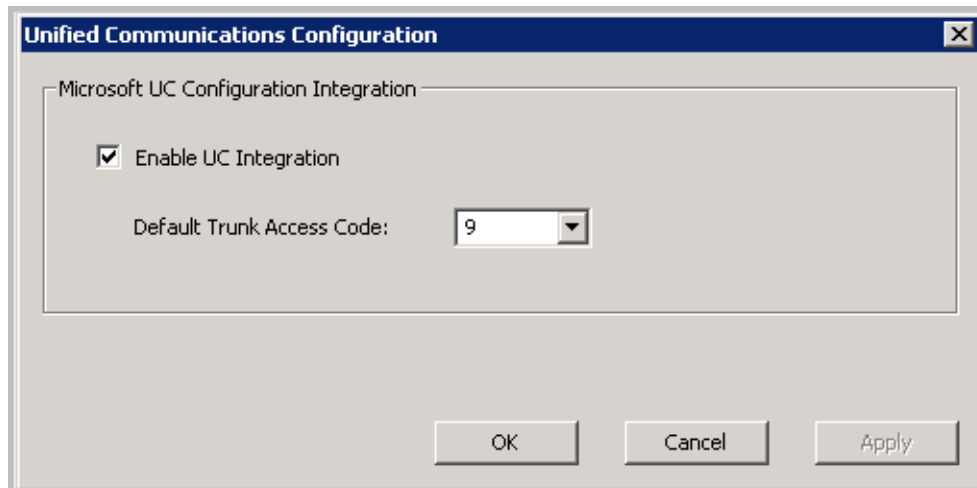 Unified Communications Configuration
Microsoft UC Configuration Integration
Enable UC Integration
Default Trunk Access Code: 9
OK Cancel Apply